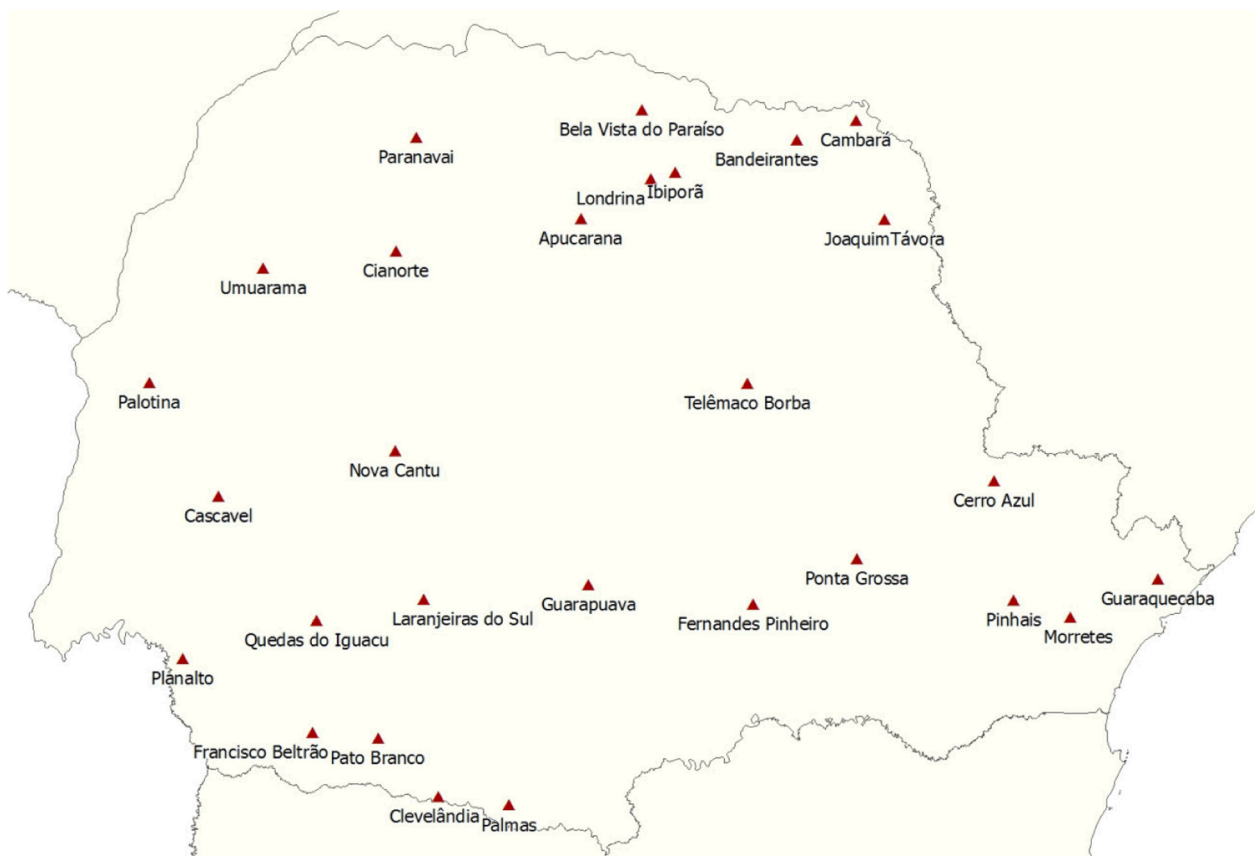 Bela Vista do Paraíso
Cambará
Paranavai
Bandeirantes
Londrina
Ibiporã
Apucarana
JoaquimTávora
Cianorte
Umuarama
Palotina
Telêmaco Borba
Nova Cantu
Cerro Azul
Cascavel
Ponta Grossa
Guaraquecaba
Guarapuava
Laranjeiras do Sul
Fernandes Pinheiro
Pinhais
Quedas do Iguacu
Morretes
Planalto
Francisco Beltrão
Pato Branco
Clevelândia
Palmas